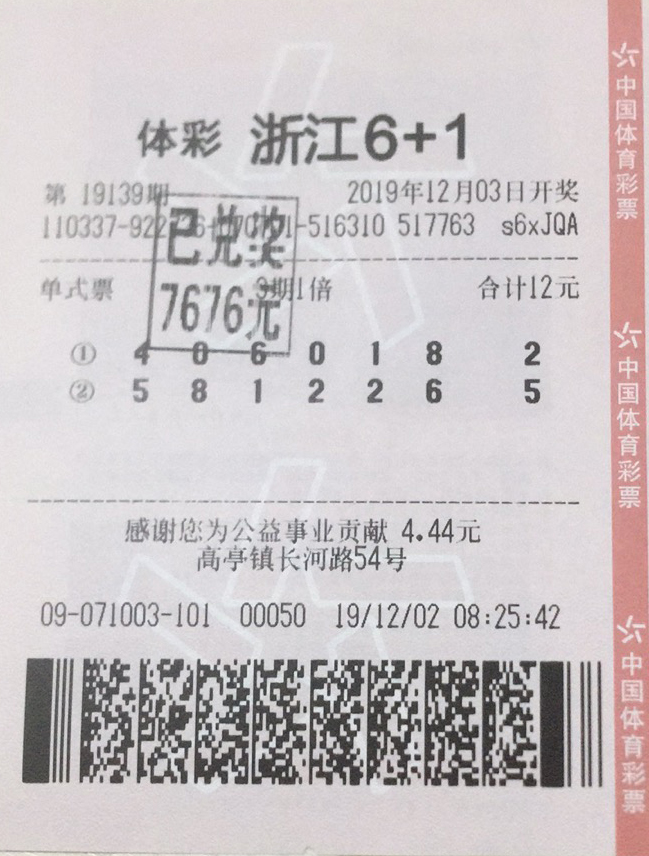 体彩 浙江6+1
第 19139期 2019年12月03日开奖
-516310 517763 s6xJQA
已兑奖
7676元
单式票 3期1倍 合计12元
① 4 0 6 0 1 8 2
② 5 8 1 2 2 6 5
感谢您为公益事业贡献 4.44元
高亭镇长河路54号
09-071003-101 00050 19/12/02 08:25:42
中国体育彩票
中国体育彩票
中国体育彩票